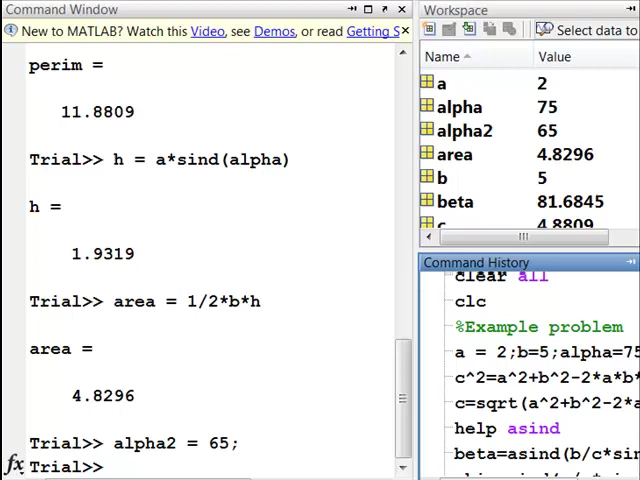 Command Window
New to MATLAB? Watch this Video, see Demos, or read Getting S
perim =
11.8809
Trial>> h = a*sind(alpha)
h =
1.9319
Trial>> area = 1/2*b*h
area =
4.8296
Trial>> alpha2 = 65;
fx Trial>>
Workspace
Select data to
Name Value
a 2
alpha 75
alpha2 65
area 4.8296
b 5
beta 81.6845
c 4.8809
Command History
clear all
clc
%Example problem
a = 2;b=5;alpha=75
c^2=a^2+b^2-2*a*b*
c=sqrt(a^2+b^2-2*a
help asind
beta=asind(b/c*sin